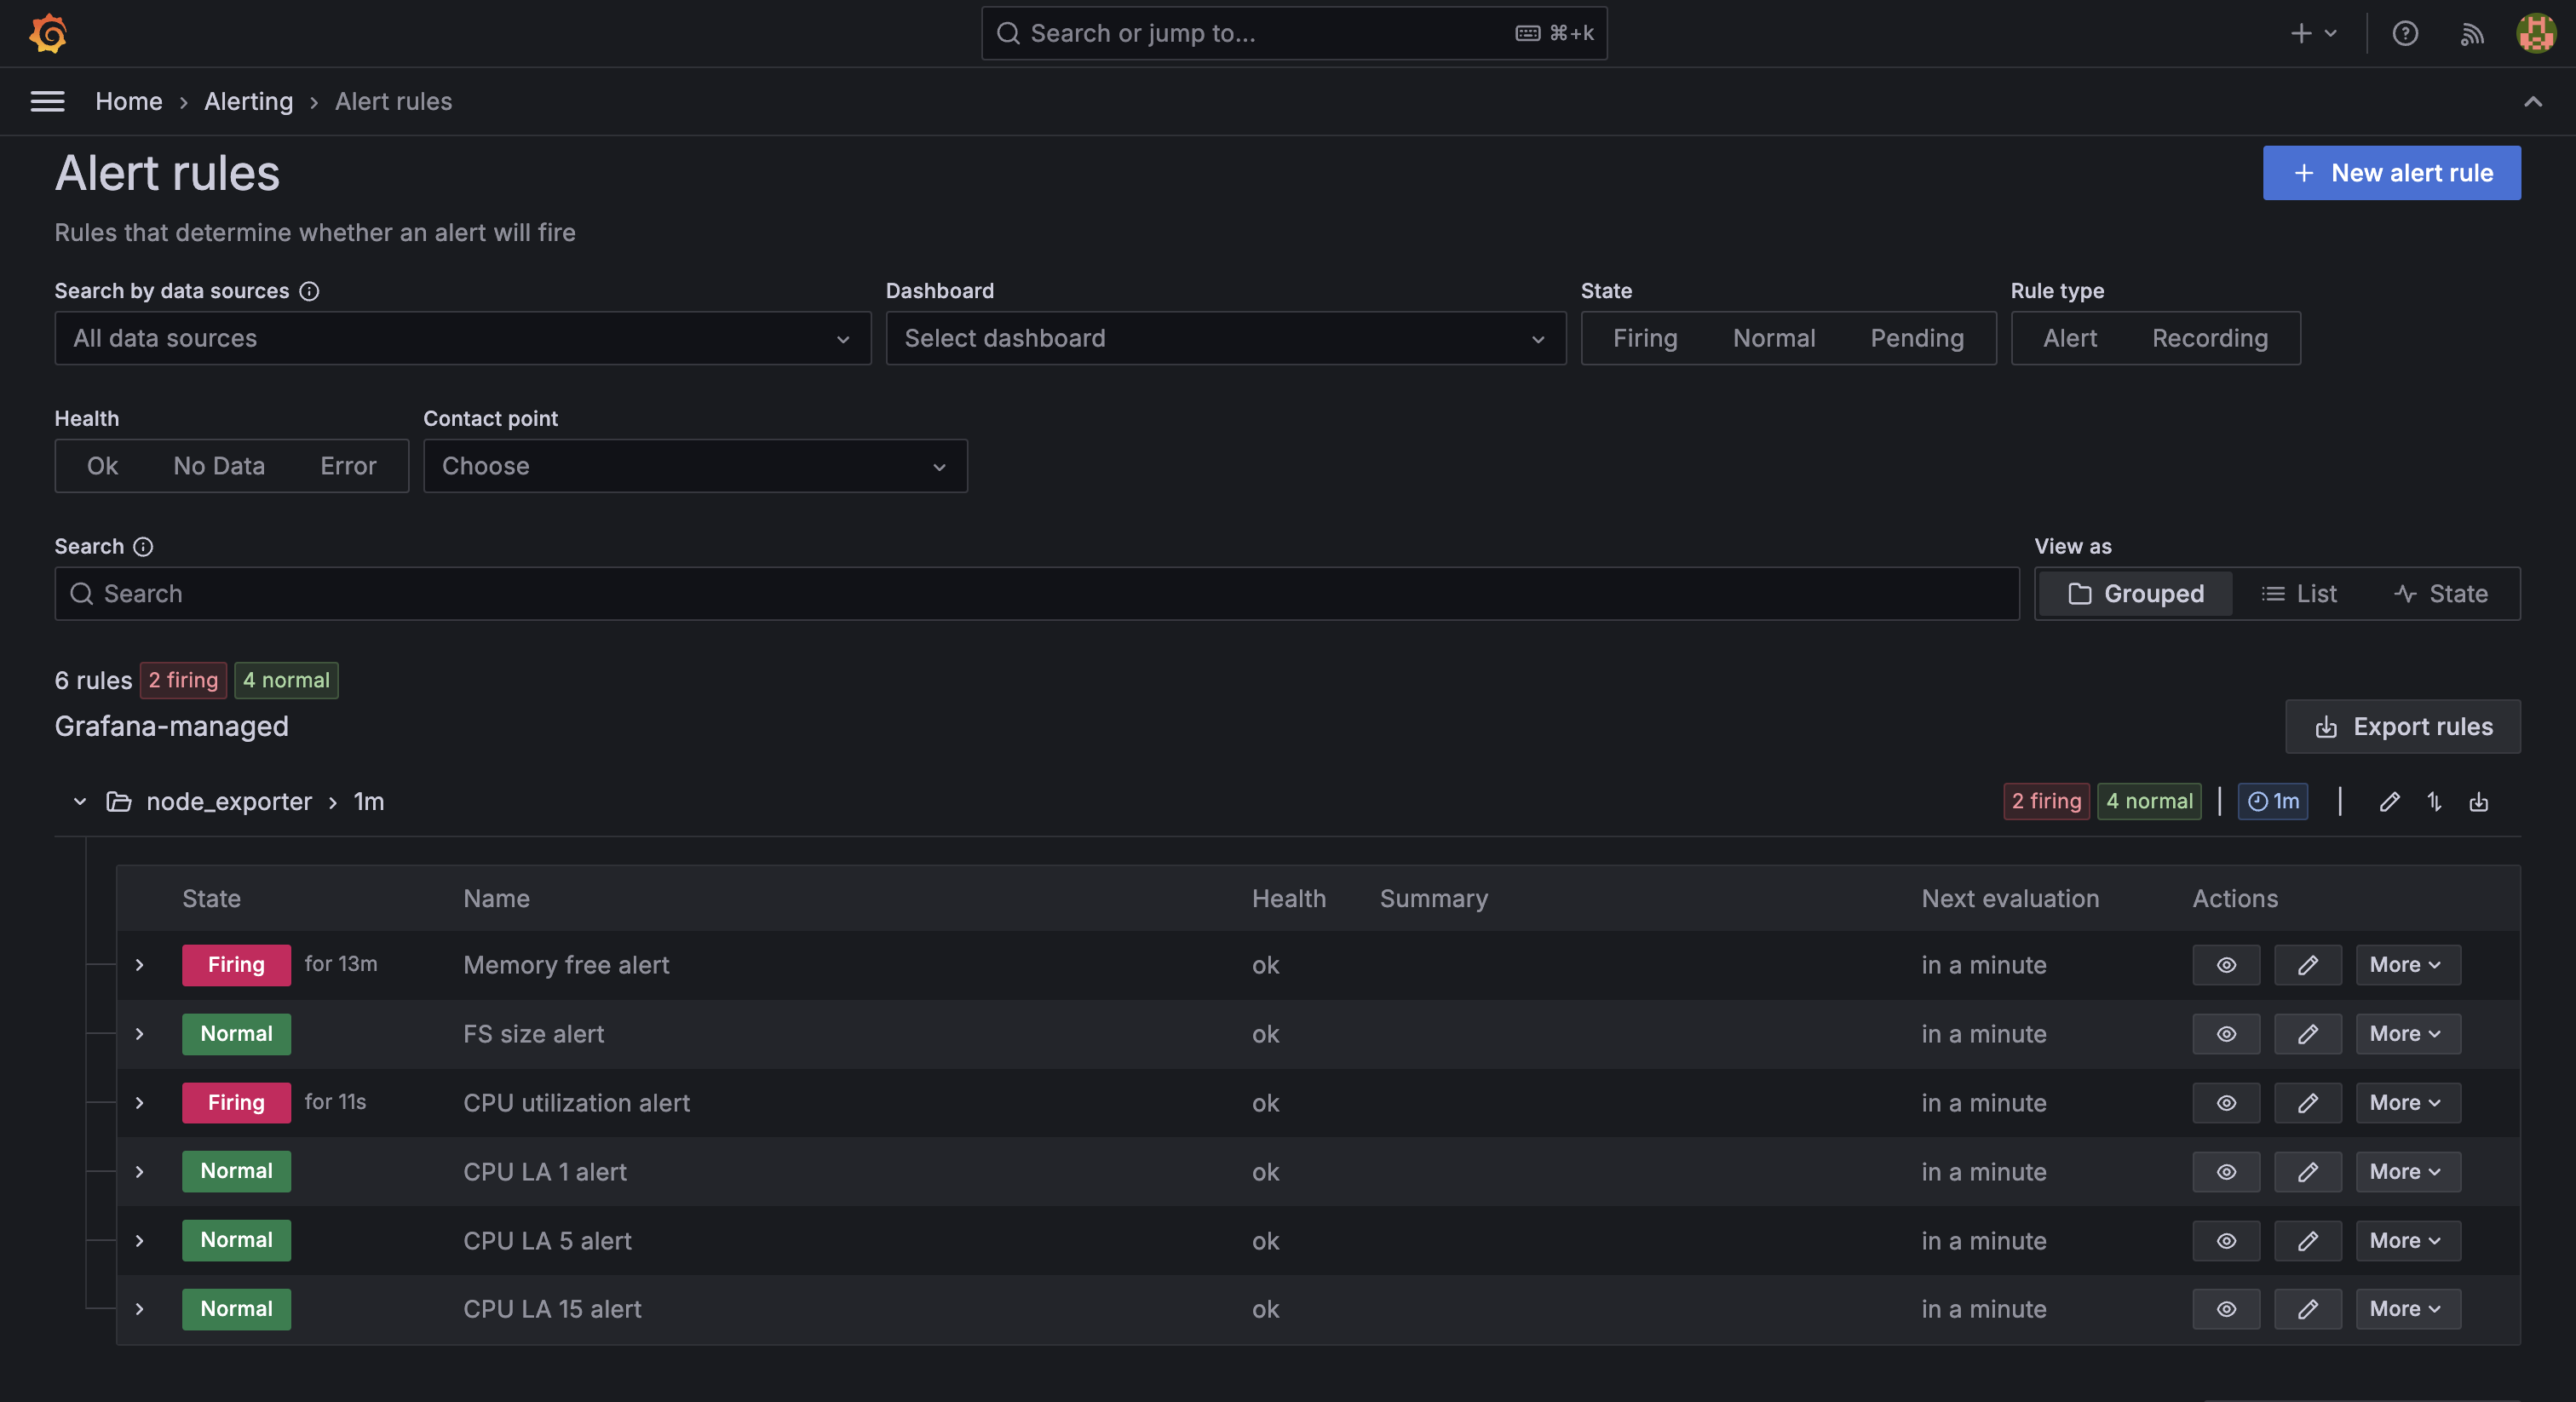 Search or jump to... ⌘+k
Home › Alerting › Alert rules
Alert rules
+ New alert rule
Rules that determine whether an alert will fire
Search by data sources Dashboard State Rule type
All data sources Select dashboard Firing Normal Pending Alert Recording
Health Contact point
Ok No Data Error Choose
Search View as
Search Grouped List State
6 rules 2 firing 4 normal
Grafana-managed Export rules
node_exporter › 1m 2 firing 4 normal | 1m |
State Name Health Summary Next evaluation Actions
Firing for 13m Memory free alert ok in a minute More
Normal FS size alert ok in a minute More
Firing for 11s CPU utilization alert ok in a minute More
Normal CPU LA 1 alert ok in a minute More
Normal CPU LA 5 alert ok in a minute More
Normal CPU LA 15 alert ok in a minute More